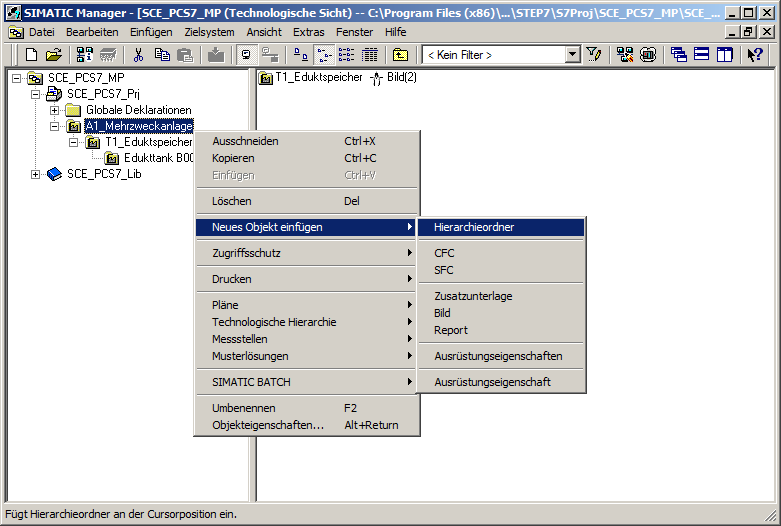 SIMATIC Manager - [SCE_PCS7_MP (Technologische Sicht) -- C:\Program Files (x86)\...\STEP7\S7Proj\SCE_PCS7_MP\SCE_...
Datei Bearbeiten Einfügen Zielsystem Ansicht Extras Fenster Hilfe
< Kein Filter >
SCE_PCS7_MP
SCE_PCS7_Prj
Globale Deklarationen
A1_Mehrzweckanlage
T1_Eduktspeicher
Edukttank B00
SCE_PCS7_Lib
T1_Eduktspeicher Bild(2)
Ausschneiden Ctrl+X
Kopieren Ctrl+C
Einfügen Ctrl+V
Löschen Del
Neues Objekt einfügen
Zugriffsschutz
Drucken
Pläne
Technologische Hierarchie
Messstellen
Musterlösungen
SIMATIC BATCH
Umbenennen F2
Objekteigenschaften... Alt+Return
Hierarchieordner
CFC
SFC
Zusatzunterlage
Bild
Report
Ausrüstungseigenschaften
Ausrüstungseigenschaft
Fügt Hierarchieordner an der Cursorposition ein.